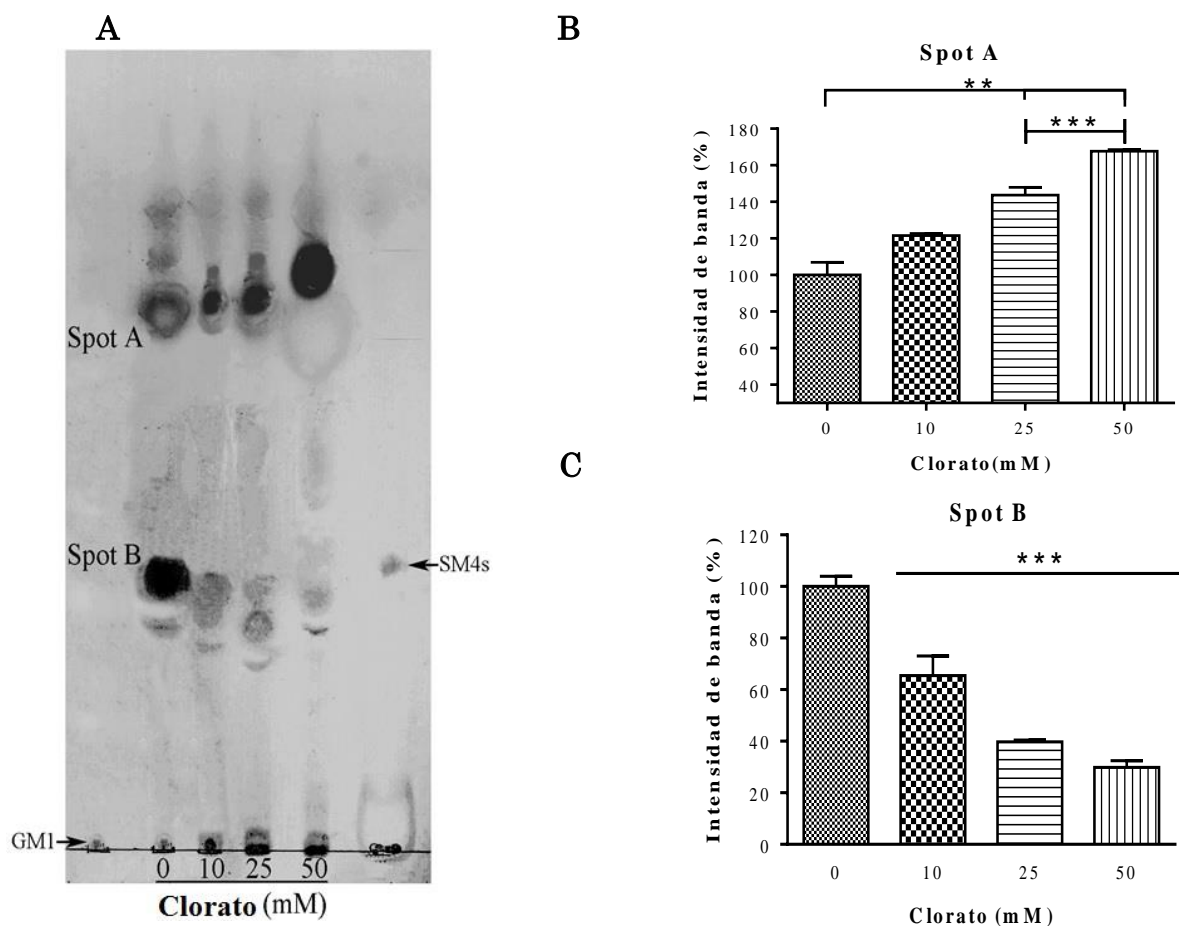 A
Spot A
Spot B
SM4s
GM1
0 10 25 50
Clorato (mM)
B
Spot A
**
***
Intensidad de banda (%)
180
160
140
120
100
80
60
40
0 10 25 50
Clorato(mM)
C
Spot B
***
Intensidad de banda (%)
120
100
80
60
40
20
0
0 10 25 50
Clorato (mM)